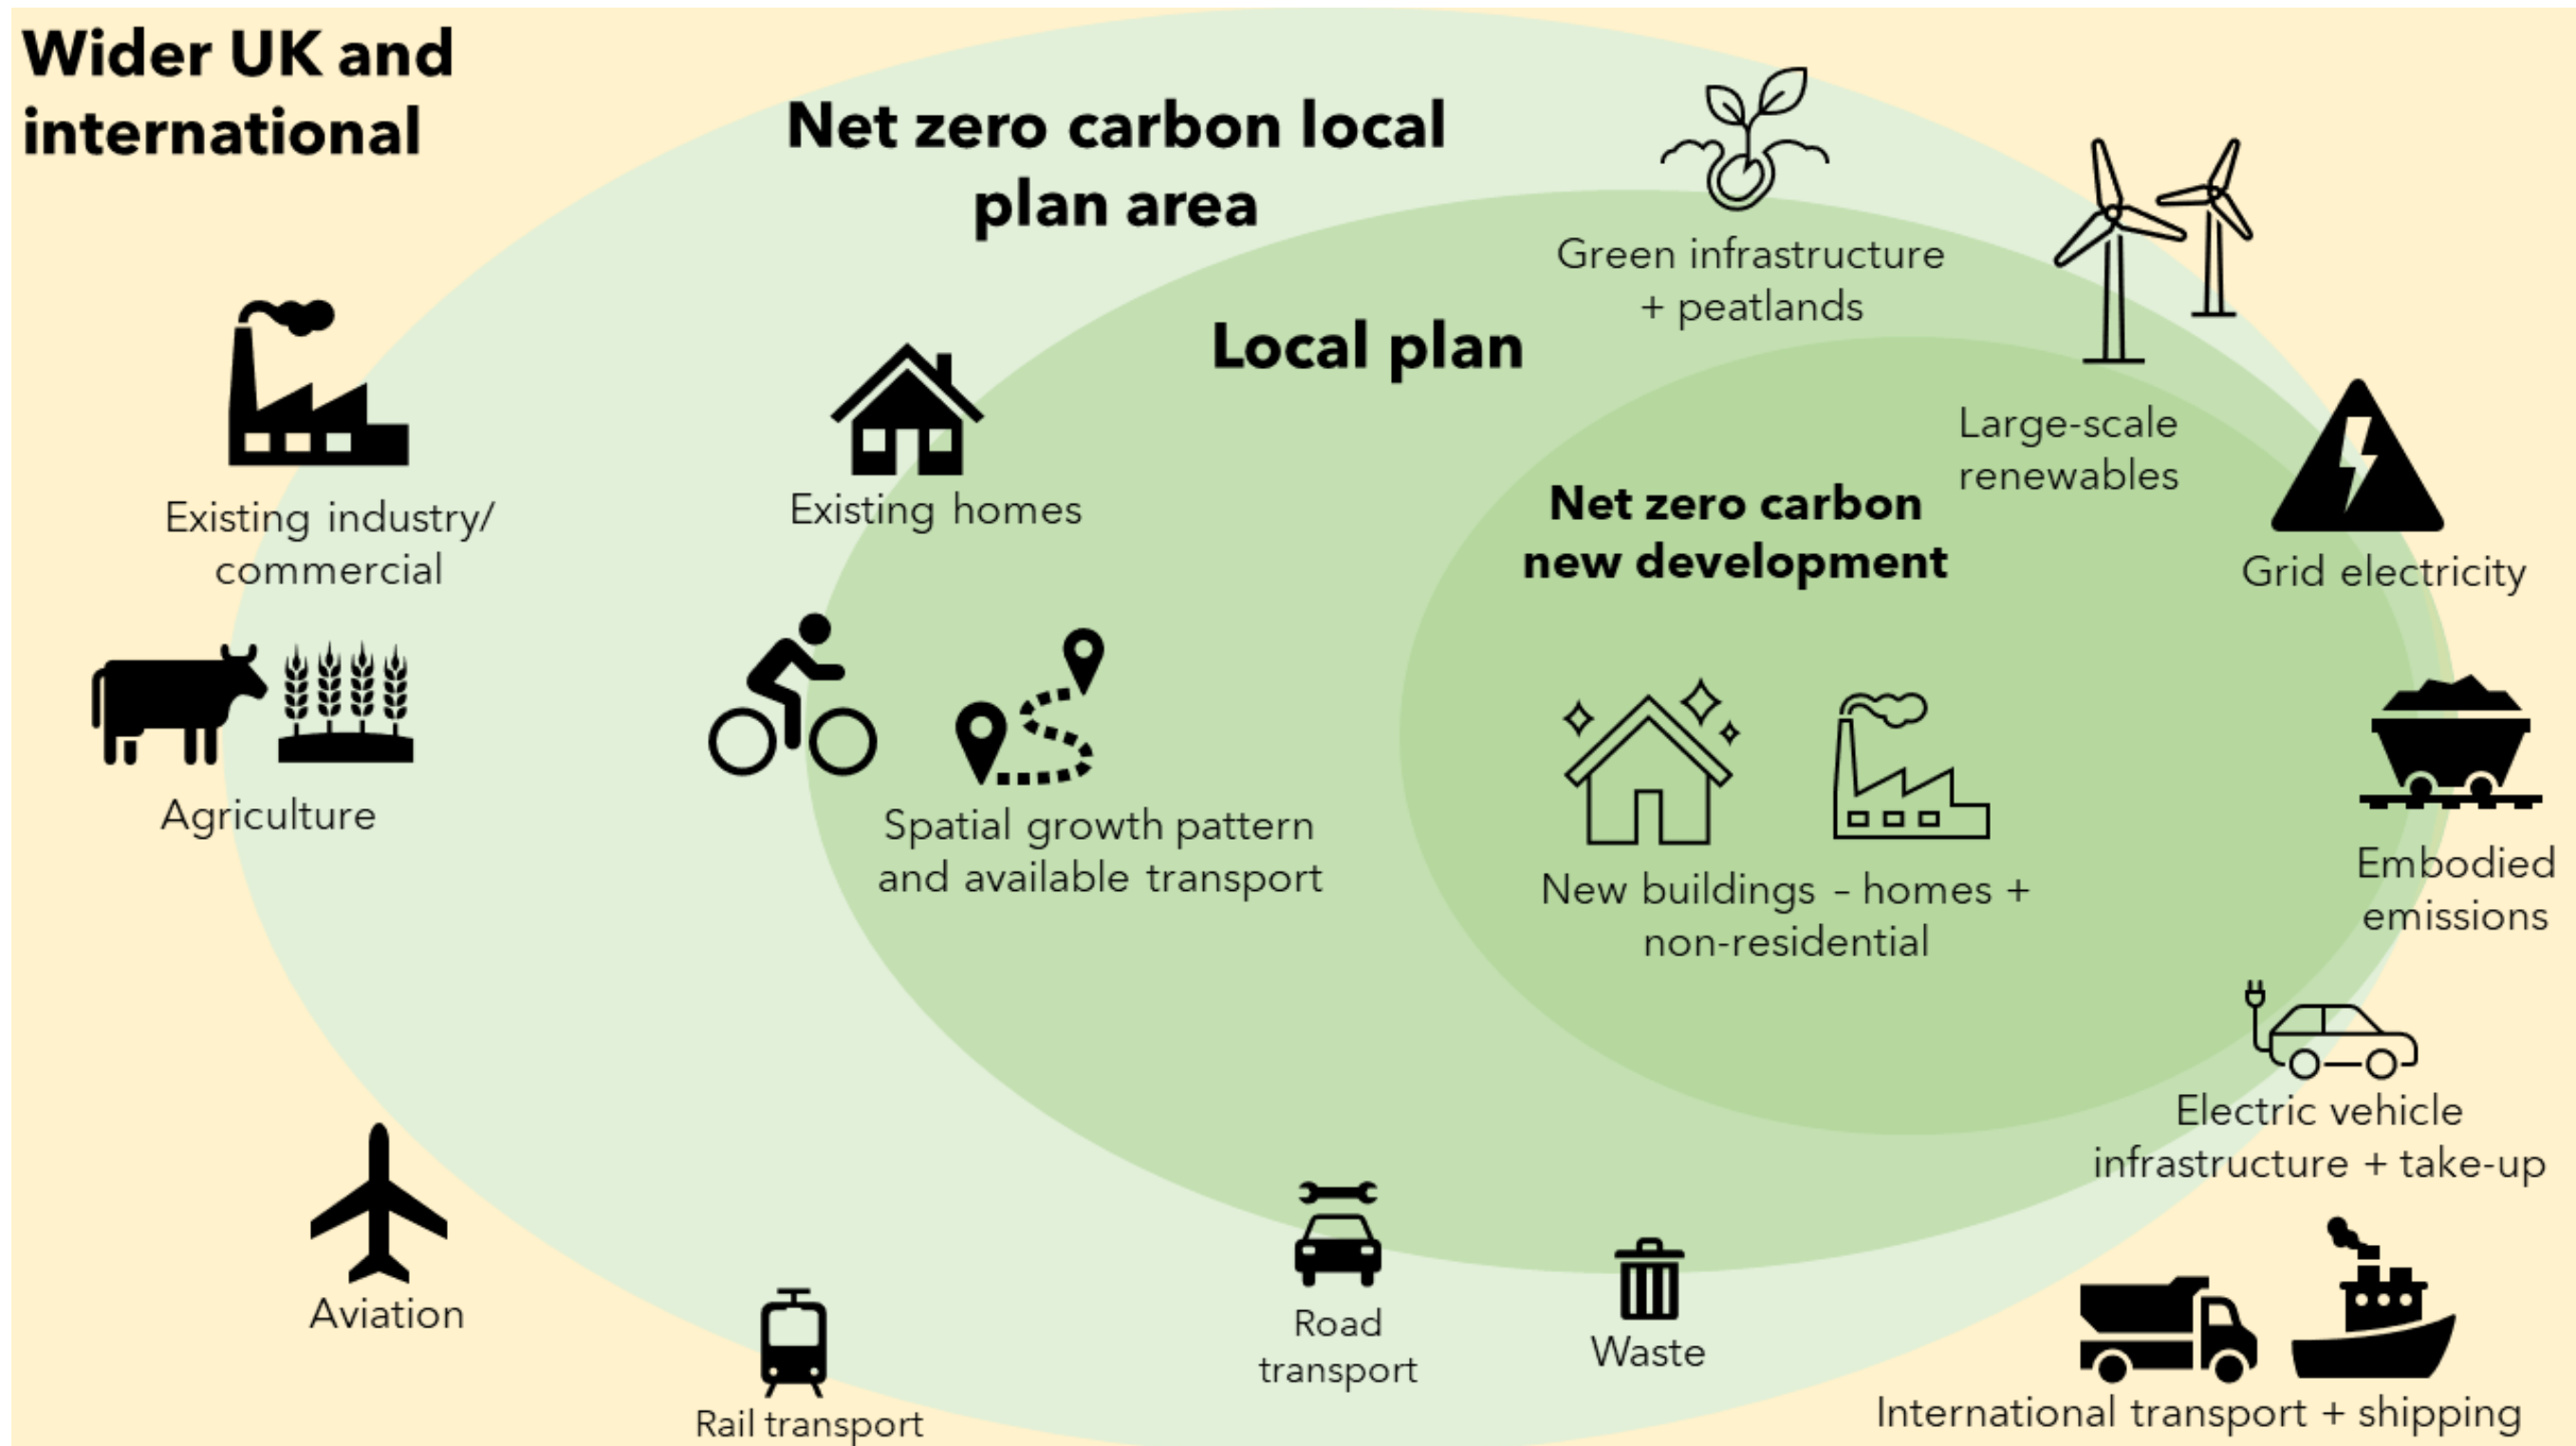 Wider UK and
international
Net zero carbon local
plan area
Green infrastructure
+ peatlands
Local plan
Large-scale
renewables
Net zero carbon
new development
Existing industry/
commercial
Existing homes
Grid electricity
Agriculture
Spatial growth pattern
and available transport
New buildings – homes +
non-residential
Embodied
emissions
Electric vehicle
infrastructure + take-up
Aviation
Rail transport
Road
transport
Waste
International transport + shipping